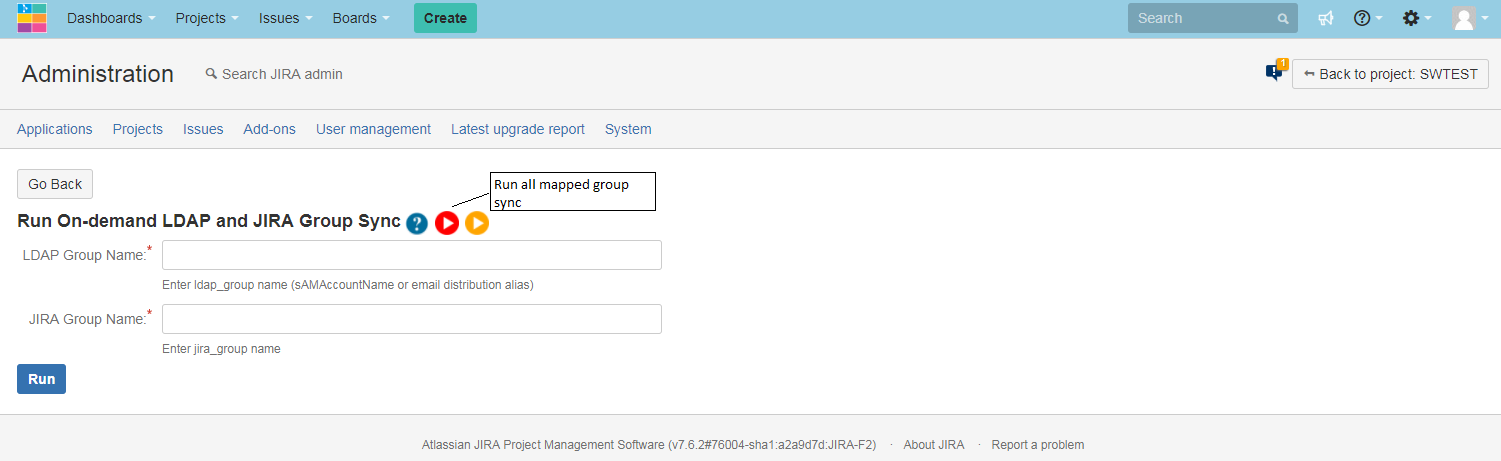 Dashboards Projects Issues Boards Create Search
Administration Search JIRA admin 1 Back to project: SWTEST
Applications Projects Issues Add-ons User management Latest upgrade report System
Go Back
Run all mapped group
sync
Run On-demand LDAP and JIRA Group Sync
LDAP Group Name:*
Enter ldap_group name (sAMAccountName or email distribution alias)
JIRA Group Name:*
Enter jira_group name
Run
Atlassian JIRA Project Management Software (v7.6.2#76004-sha1:a2a9d7d:JIRA-F2) · About JIRA · Report a problem